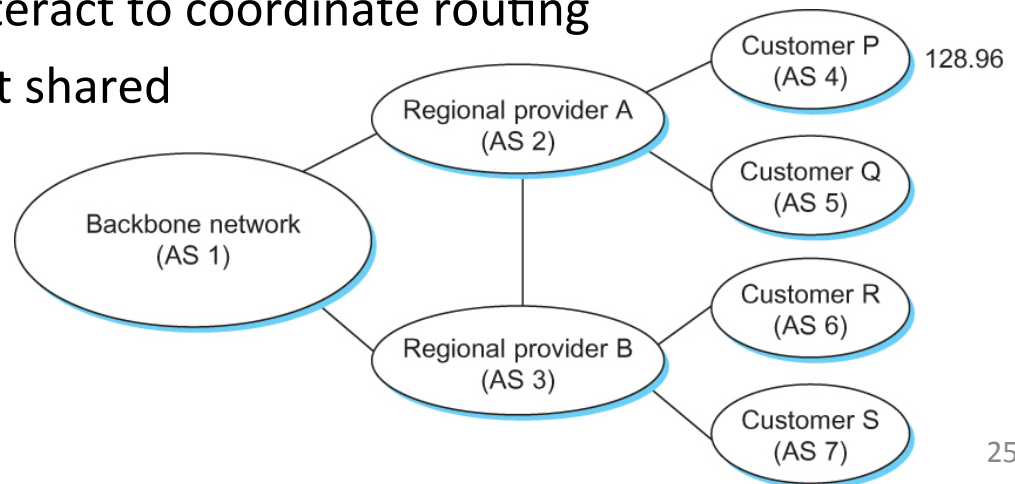 teract to coordinate routing
t shared
Customer P
(AS 4)
128.96
Regional provider A
(AS 2)
Customer Q
(AS 5)
Backbone network
(AS 1)
Customer R
(AS 6)
Regional provider B
(AS 3)
Customer S
(AS 7)
25